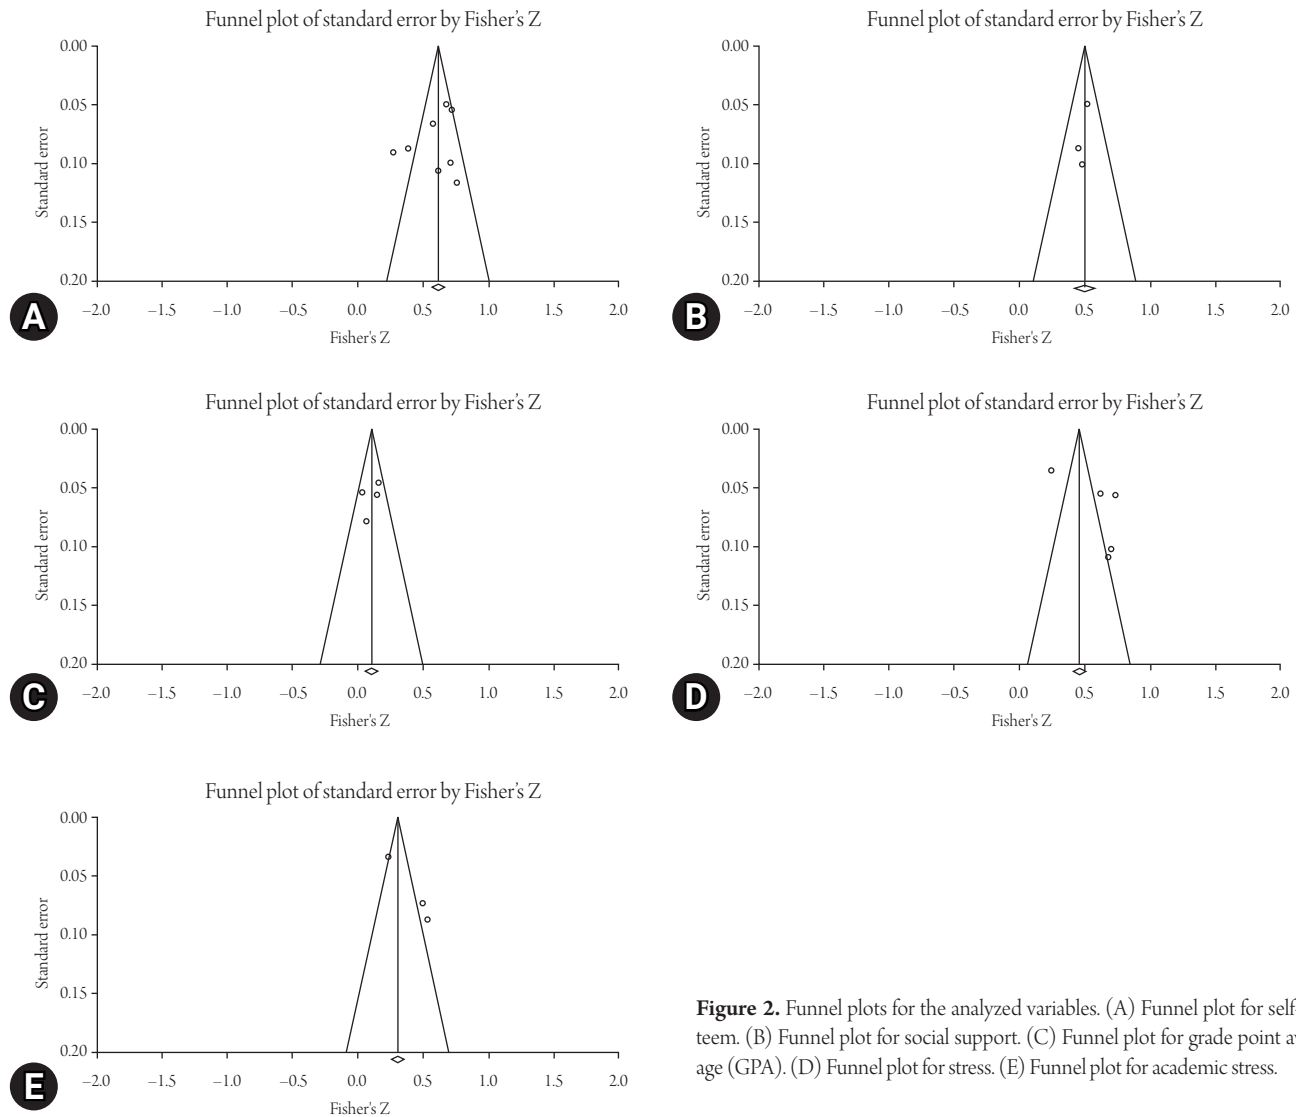 Funnel plot of standard error by Fisher's Z
0.00
0.05
0.10
0.15
0.20
Standard error
–2.0 –1.5 –1.0 –0.5 0.0 0.5 1.0 1.5 2.0
Fisher's Z
A
Funnel plot of standard error by Fisher's Z
0.00
0.05
0.10
0.15
0.20
Standard error
–2.0 –1.5 –1.0 –0.5 0.0 0.5 1.0 1.5 2.0
Fisher's Z
B
Funnel plot of standard error by Fisher's Z
0.00
0.05
0.10
0.15
0.20
Standard error
–2.0 –1.5 –1.0 –0.5 0.0 0.5 1.0 1.5 2.0
Fisher's Z
C
Funnel plot of standard error by Fisher's Z
0.00
0.05
0.10
0.15
0.20
Standard error
–2.0 –1.5 –1.0 –0.5 0.0 0.5 1.0 1.5 2.0
Fisher's Z
D
Funnel plot of standard error by Fisher's Z
0.00
0.05
0.10
0.15
0.20
Standard error
–2.0 –1.5 –1.0 –0.5 0.0 0.5 1.0 1.5 2.0
Fisher's Z
E
Figure 2. Funnel plots for the analyzed variables. (A) Funnel plot for self-
teem. (B) Funnel plot for social support. (C) Funnel plot for grade point av
age (GPA). (D) Funnel plot for stress. (E) Funnel plot for academic stress.